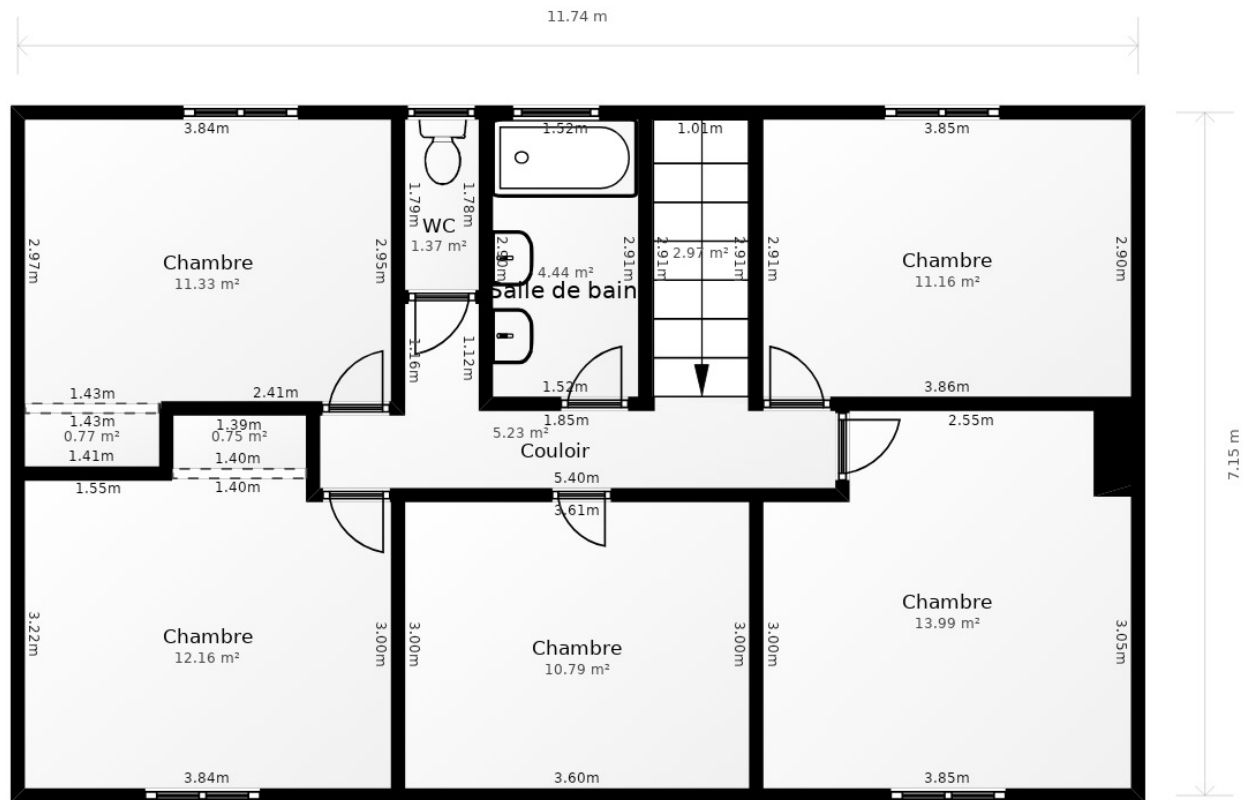 11.74 m
3.84m
1.52m
1.01m
3.85m
1.79m
1.78m
WC
1.37 m²
2.97m
Chambre
11.33 m²
2.95m
2.90m
4.44 m²
Salle de bain
2.91m
2.91m
2.97 m²
2.91m
2.91m
Chambre
11.16 m²
2.90m
1.16m
1.12m
1.43m
2.41m
1.52m
3.86m
1.43m
0.77 m²
1.41m
1.39m
0.75 m²
1.40m
1.85m
5.23 m²
Couloir
5.40m
2.55m
7.15 m
1.55m
1.40m
3.61m
3.22m
Chambre
12.16 m²
3.00m
3.00m
Chambre
10.79 m²
3.00m
3.00m
Chambre
13.99 m²
3.05m
3.84m
3.60m
3.85m